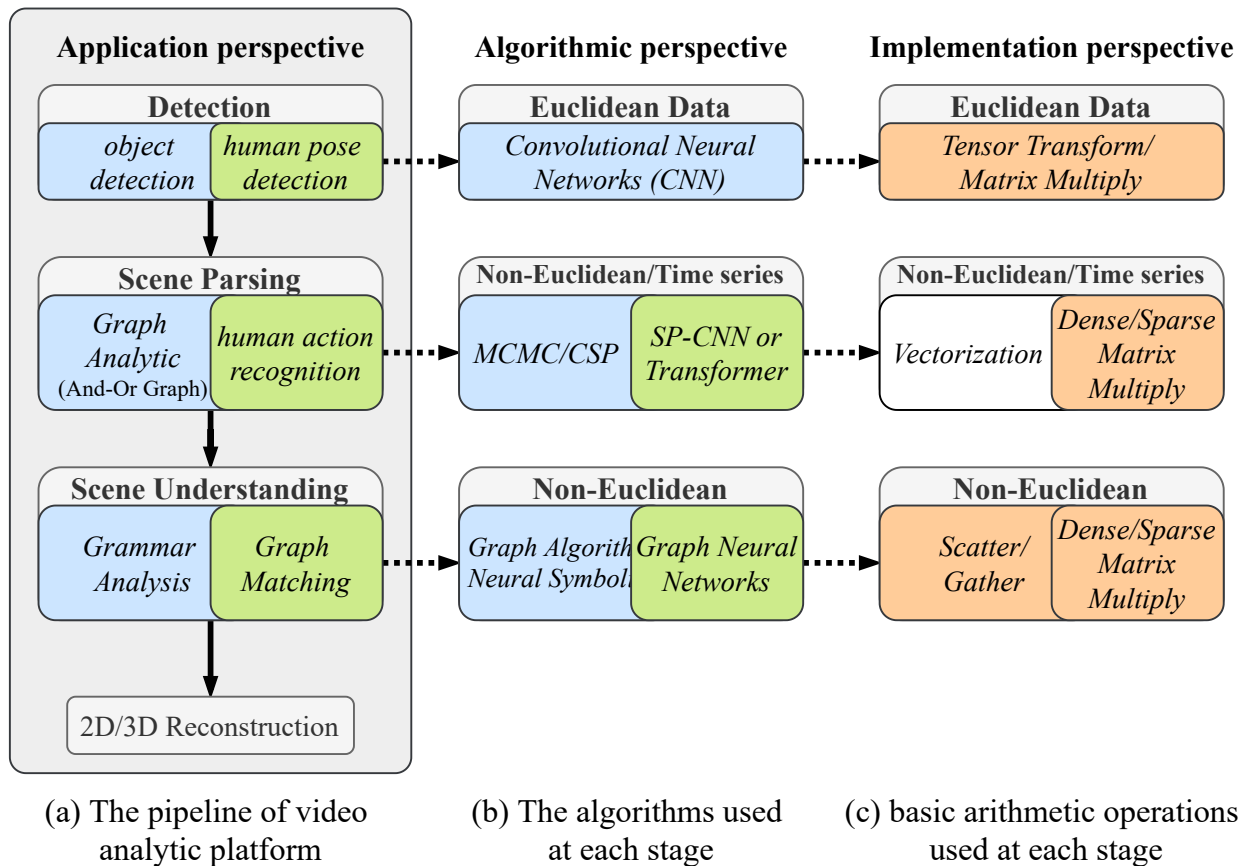 Application perspective
Detection
object
detection
human pose
detection
Scene Parsing
Graph
Analytic
(And-Or Graph)
human action
recognition
Scene Understanding
Grammar
Analysis
Graph
Matching
2D/3D Reconstruction
(a) The pipeline of video
analytic platform
Algorithmic perspective
Euclidean Data
Convolutional Neural
Networks (CNN)
Non-Euclidean/Time series
MCMC/CSP
SP-CNN or
Transformer
Non-Euclidean
Graph Algorith
Neural Symboli
Graph Neural
Networks
(b) The algorithms used
at each stage
Implementation perspective
Euclidean Data
Tensor Transform/
Matrix Multiply
Non-Euclidean/Time series
Vectorization
Dense/Sparse
Matrix
Multiply
Non-Euclidean
Scatter/
Gather
Dense/Sparse
Matrix
Multiply
(c) basic arithmetic operations
used at each stage